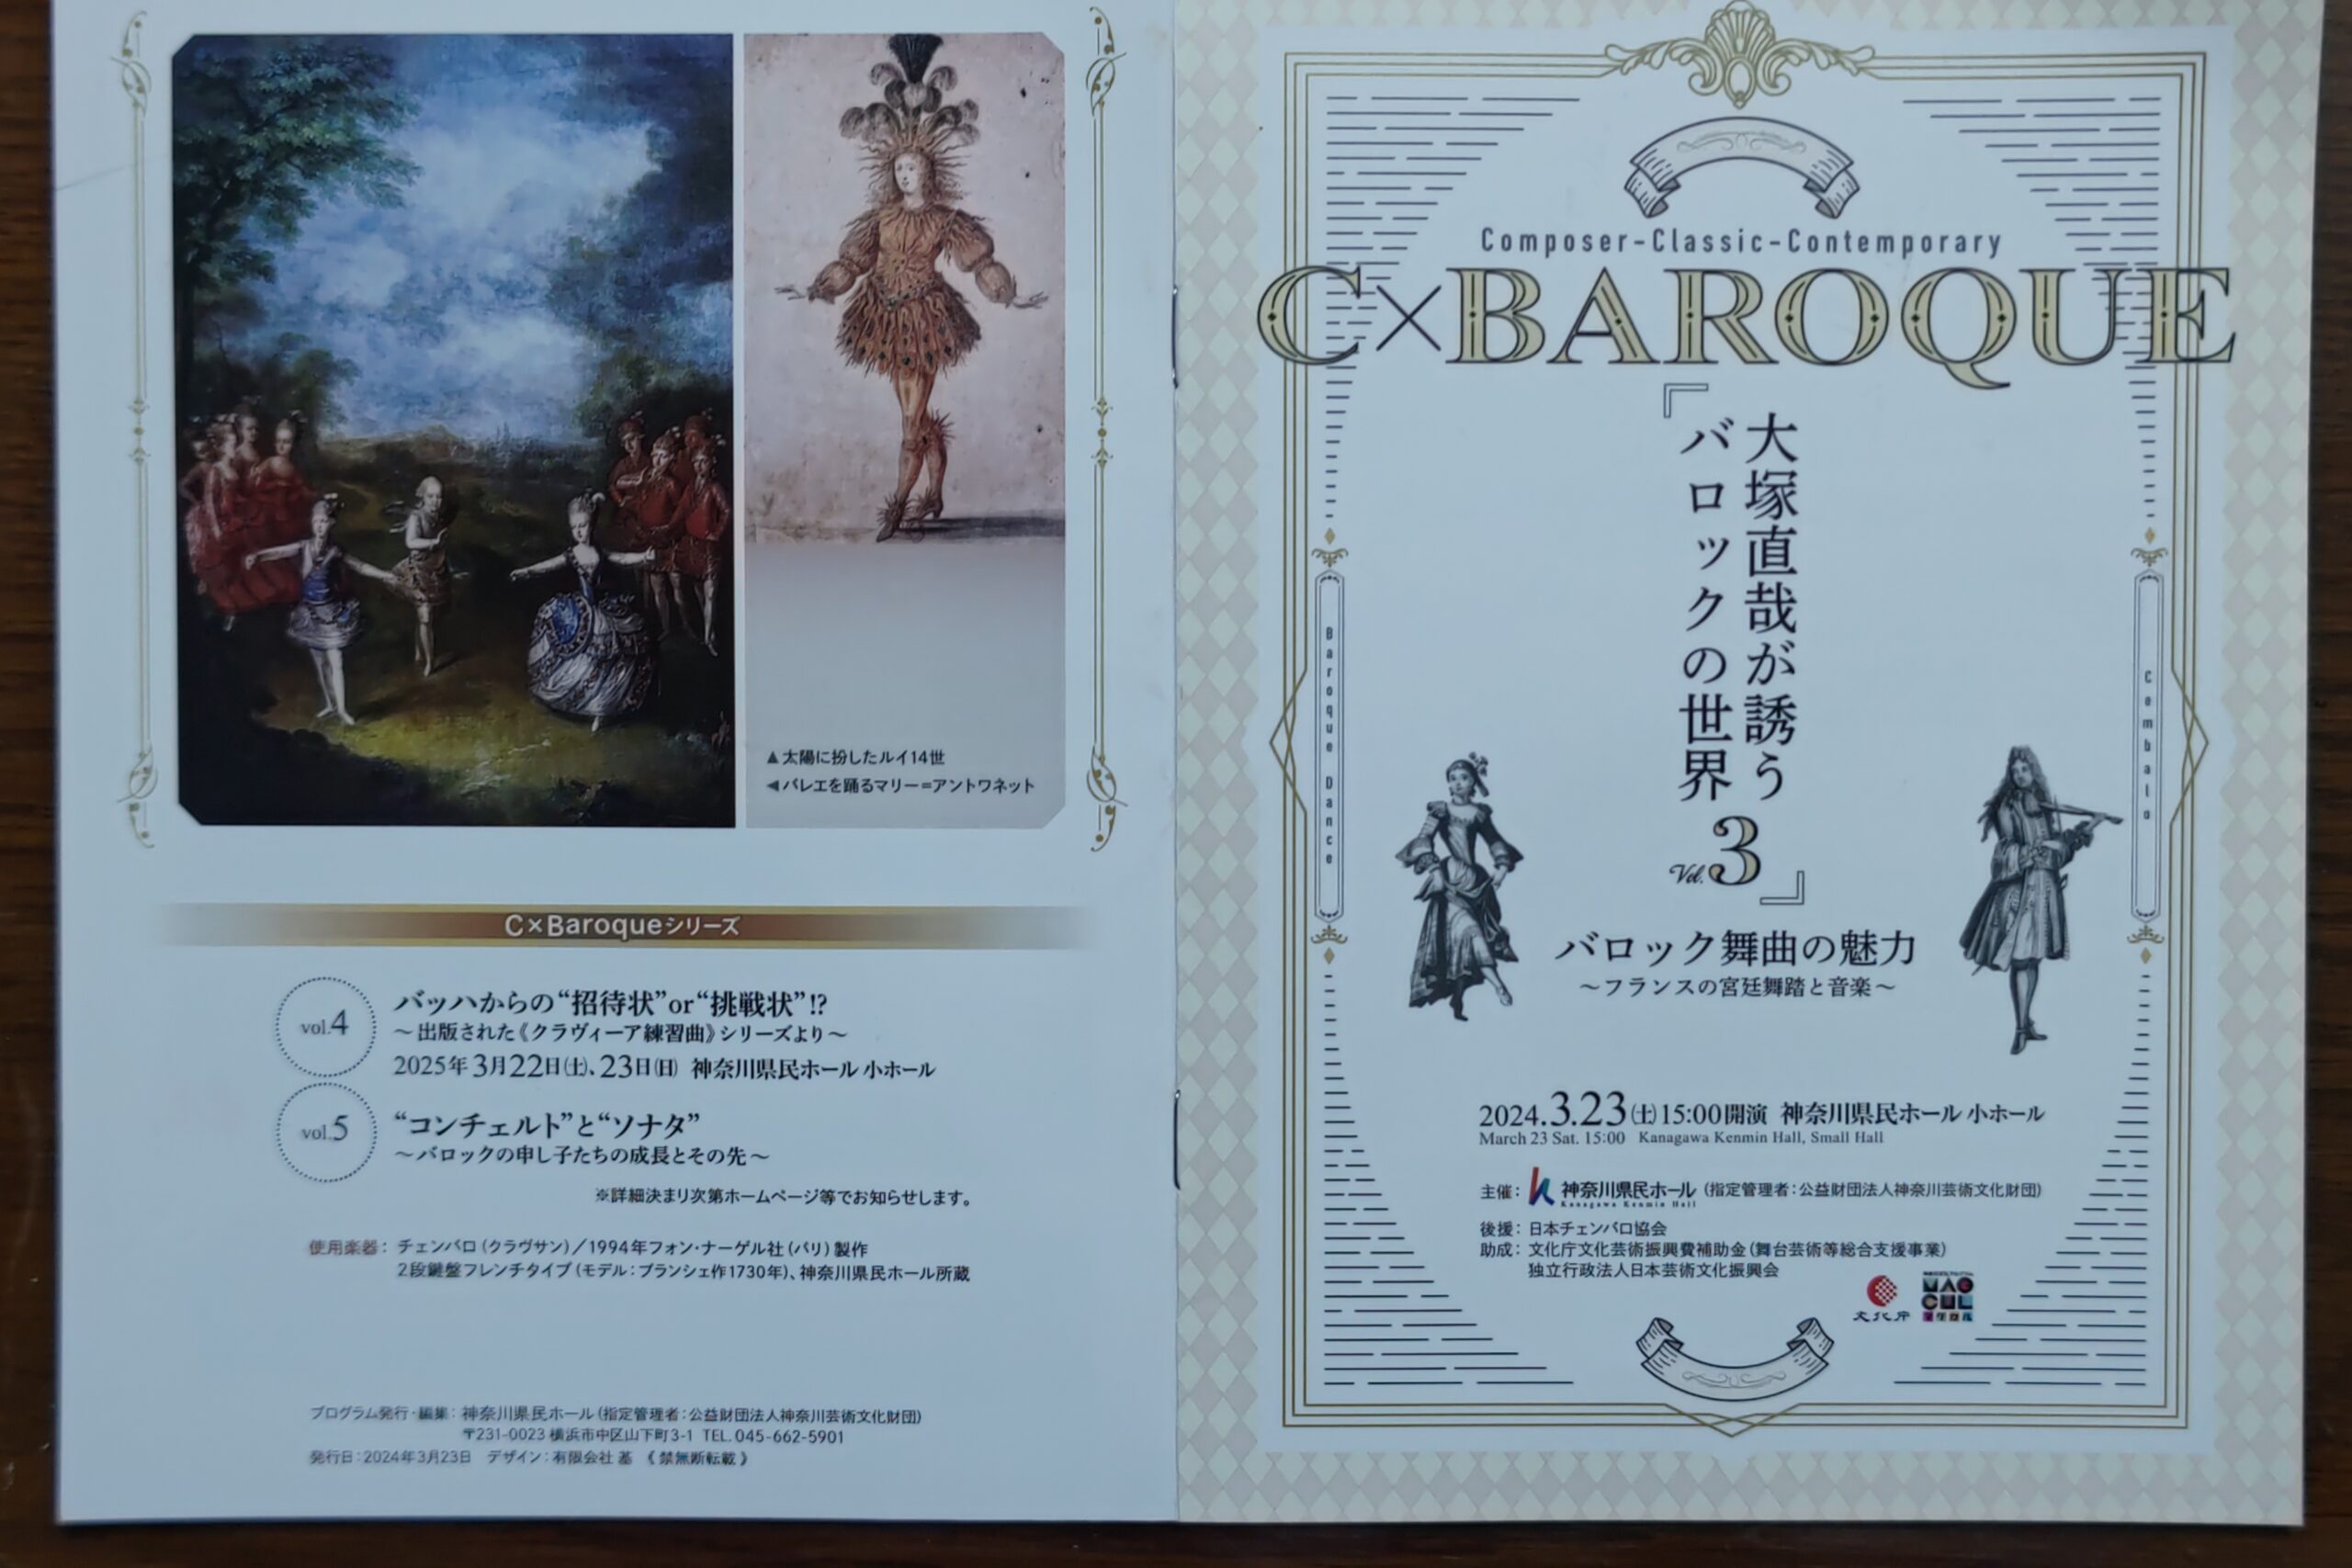 ▲太陽に扮したルイ14世
◀バレエを踊るマリー=アントワネット
C×Baroqueシリーズ
vol.4
バッハからの“招待状”or“挑戦状”!?
～出版された《クラヴィーア練習曲》シリーズより～
2025年3月22日(土)、23日(日) 神奈川県民ホール 小ホール
vol.5
“コンチェルト”と“ソナタ”
～バロックの申し子たちの成長とその先～
※詳細決まり次第ホームページ等でお知らせします。
使用楽器：チェンバロ（クラヴサン）／1994年フォン・ナーゲル社（パリ）製作
2段鍵盤フレンチタイプ（モデル：ブランシェ作1730年）、神奈川県民ホール所蔵
プログラム発行・編集：神奈川県民ホール（指定管理者：公益財団法人神奈川芸術文化財団）
〒231-0023 横浜市中区山下町3-1 TEL. 045-662-5901
発行日：2024年3月23日 デザイン：有限会社 基 《 禁無断転載 》
Composer-Classic-Contemporary
C×BAROQUE
『大塚直哉が誘う
バロックの世界
Vol.3』
Baroque Dance
Cembalo
バロック舞曲の魅力
～フランスの宮廷舞踏と音楽～
2024.3.23(土)15:00開演 神奈川県民ホール 小ホール
March 23 Sat. 15:00 Kanagawa Kenmin Hall, Small Hall
主催：神奈川県民ホール（指定管理者：公益財団法人神奈川芸術文化財団）
Kanagawa Kenmin Hall
後援：日本チェンバロ協会
助成：文化庁文化芸術振興費補助金（舞台芸術等総合支援事業）
独立行政法人日本芸術文化振興会
文化庁
MAG
CUL
マグカル